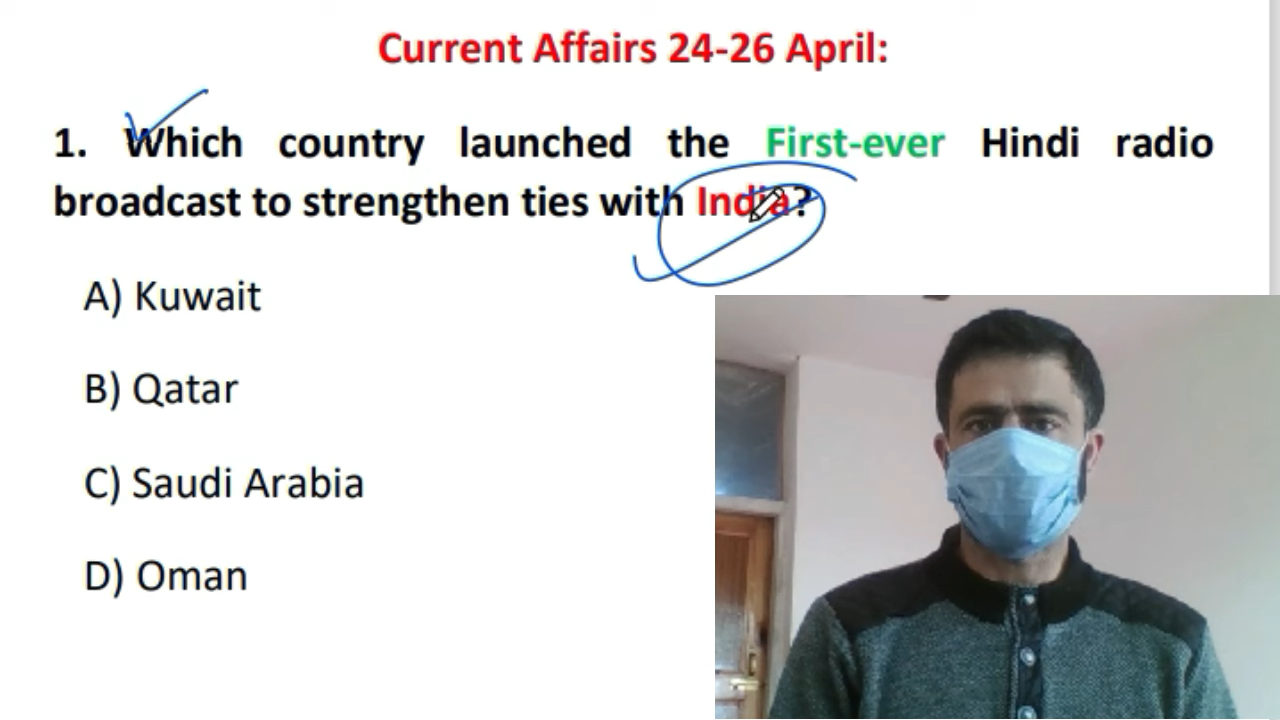 Current Affairs 24-26 April:
1. Which country launched the First-ever Hindi radio
broadcast to strengthen ties with India?
A) Kuwait
B) Qatar
C) Saudi Arabia
D) Oman